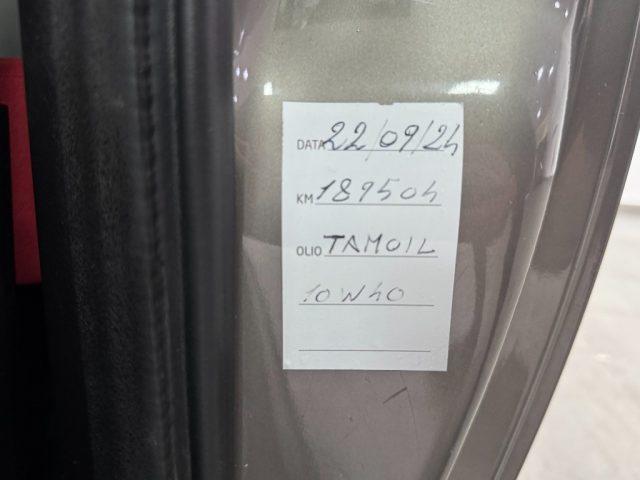 DATA 22/09/24
KM 189504
OLIO TAMOIL
10W40